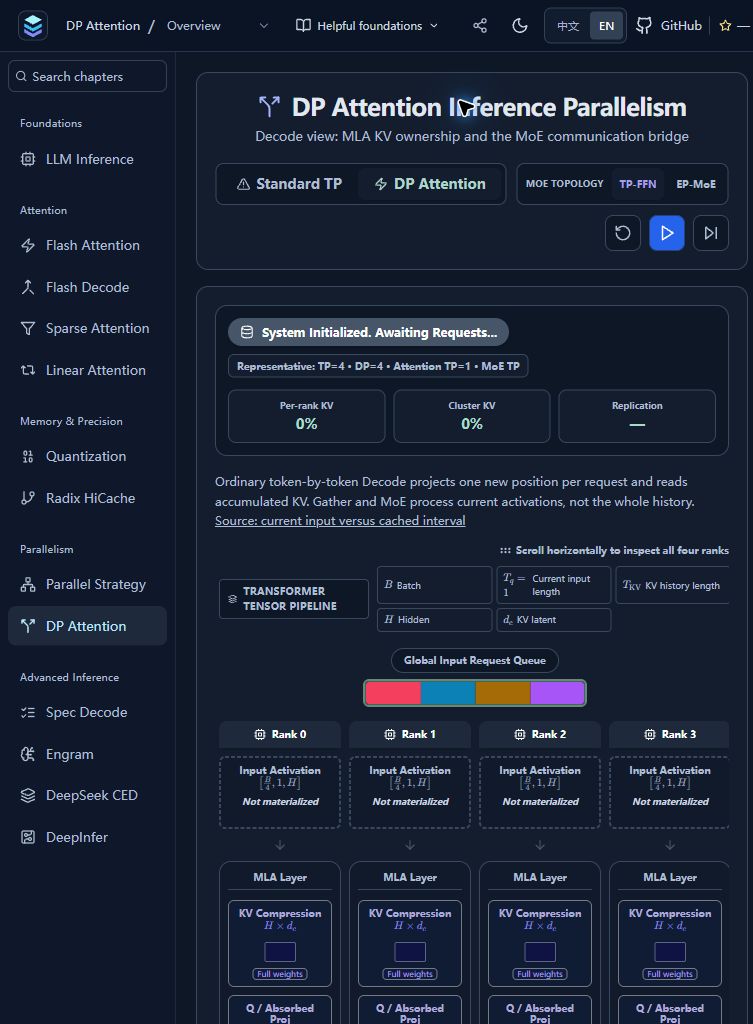 DP Attention / Overview
Helpful foundations
中文 EN
GitHub
Search chapters
Foundations
LLM Inference
Attention
Flash Attention
Flash Decode
Sparse Attention
Linear Attention
Memory & Precision
Quantization
Radix HiCache
Parallelism
Parallel Strategy
DP Attention
Advanced Inference
Spec Decode
Engram
DeepSeek CED
DeepInfer
DP Attention Inference Parallelism
Decode view: MLA KV ownership and the MoE communication bridge
Standard TP DP Attention
MOE TOPOLOGY TP-FFN EP-MoE
System Initialized. Awaiting Requests...
Representative: TP=4 • DP=4 • Attention TP=1 • MoE TP
Per-rank KV Cluster KV Replication
0% 0% —
Ordinary token-by-token Decode projects one new position per request and reads
accumulated KV. Gather and MoE process current activations, not the whole history.
Source: current input versus cached interval
Scroll horizontally to inspect all four ranks
TRANSFORMER
TENSOR PIPELINE
B Batch
T_q = 1 Current input length
T_KV KV history length
H Hidden
d_c KV latent
Global Input Request Queue
Rank 0 Rank 1 Rank 2 Rank 3
Input Activation Input Activation Input Activation Input Activation
[B/4, 1, H] [B/4, 1, H] [B/4, 1, H] [B/4, 1, H]
Not materialized Not materialized Not materialized Not materialized
MLA Layer MLA Layer MLA Layer MLA Layer
KV Compression KV Compression KV Compression KV Compression
H × d_c H × d_c H × d_c H × d_c
Full weights Full weights Full weights Full weights
Q / Absorbed Q / Absorbed Q / Absorbed Q / Absorbed
Proj Proj Proj Proj